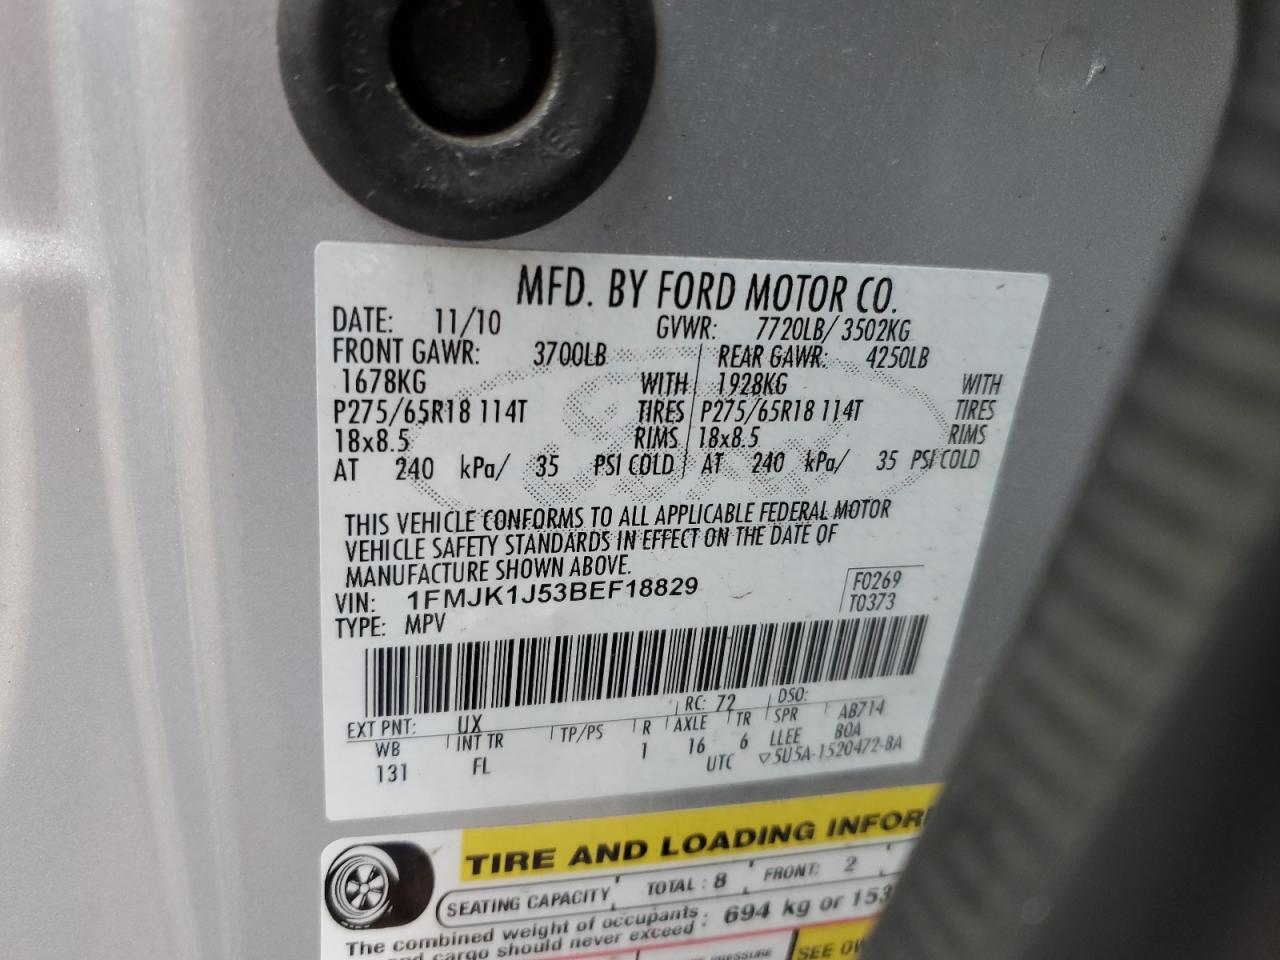 MFD. BY FORD MOTOR CO.
DATE: 11/10 GVWR: 7720LB/ 3502KG
FRONT GAWR: 3700LB REAR GAWR: 4250LB
1678KG WITH 1928KG WITH
P275/65R18 114T TIRES P275/65R18 114T TIRES
18x8.5 RIMS 18x8.5 RIMS
AT 240 kPa/ 35 PSI COLD AT 240 kPa/ 35 PSI COLD
THIS VEHICLE CONFORMS TO ALL APPLICABLE FEDERAL MOTOR
VEHICLE SAFETY STANDARDS IN EFFECT ON THE DATE OF
MANUFACTURE SHOWN ABOVE.
VIN: 1FMJK1J53BEF18829 F0269
TYPE: MPV T0373
EXT PNT: UX RC: 72 DSO:
WB INT TR TP/PS R AXLE TR SPR AB714
131 FL 1 16 6 LLEE BOA
UTC ▽5U5A-1520472-BA
TIRE AND LOADING INFOR
SEATING CAPACITY TOTAL : 8 FRONT: 2
The combined weight of occupants : 694 kg or 153
and cargo should never exceed :
PRESSURE SEE OW